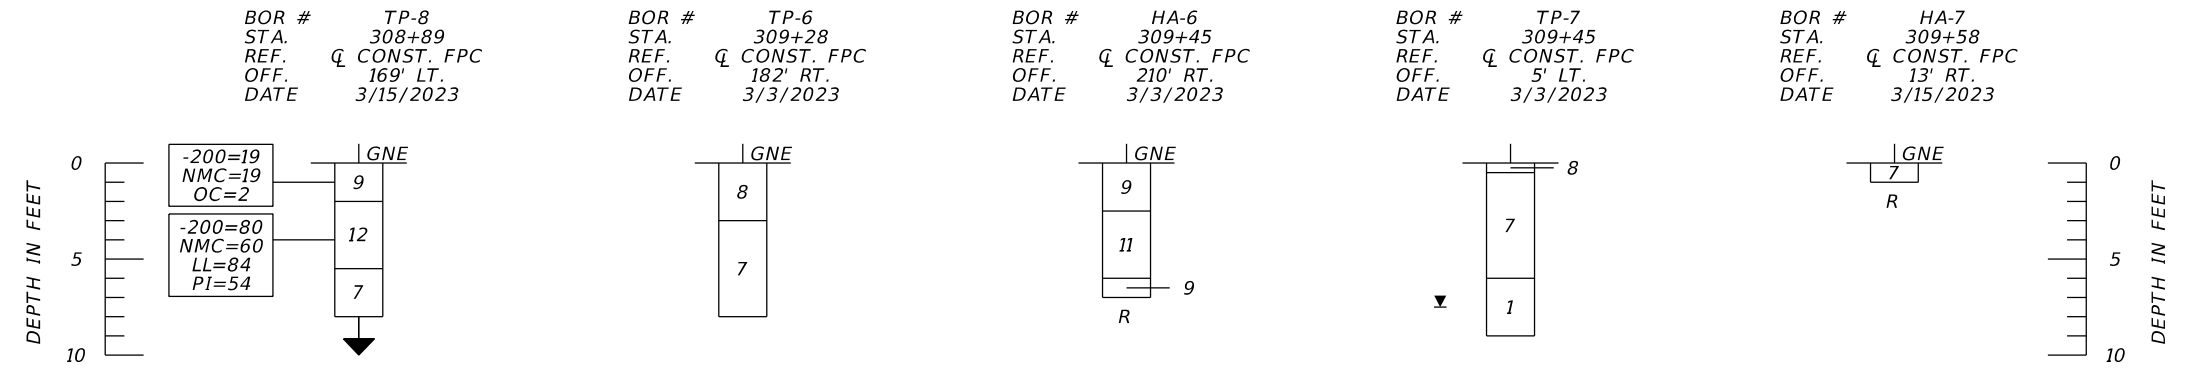 BOR # TP-8
STA. 308+89
REF. ℄ CONST. FPC
OFF. 169' LT.
DATE 3/15/2023
BOR # TP-6
STA. 309+28
REF. ℄ CONST. FPC
OFF. 182' RT.
DATE 3/3/2023
BOR # HA-6
STA. 309+45
REF. ℄ CONST. FPC
OFF. 210' RT.
DATE 3/3/2023
BOR # TP-7
STA. 309+45
REF. ℄ CONST. FPC
OFF. 5' LT.
DATE 3/3/2023
BOR # HA-7
STA. 309+58
REF. ℄ CONST. FPC
OFF. 13' RT.
DATE 3/15/2023
DEPTH IN FEET
0
5
10
-200=19
NMC=19
OC=2
-200=80
NMC=60
LL=84
PI=54
GNE
9
12
7
GNE
8
7
GNE
9
11
9
R
8
7
1
GNE
7
R
0
5
10
DEPTH IN FEET